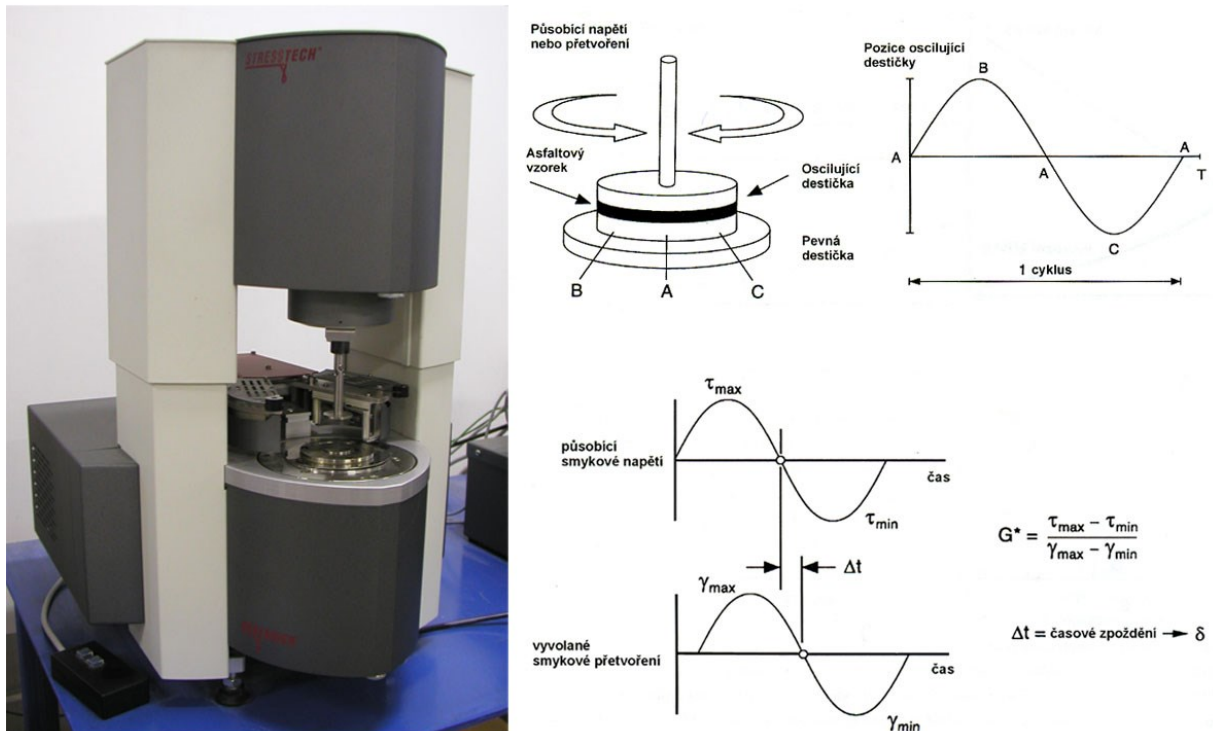 STRESSTECH
Působící napětí
nebo přetvoření
Asfaltový
vzorek
Oscilující
destička
Pevná
destička
B
A
C
Pozice oscilující
destičky
B
A
A
A
T
C
1 cyklus
τmax
působící
smykové napětí
čas
τmin
G* = τmax − τmin / γmax − γmin
Δt
γmax
Δt = časové zpoždění → δ
vyvolané
smykové přetvoření
čas
γmin